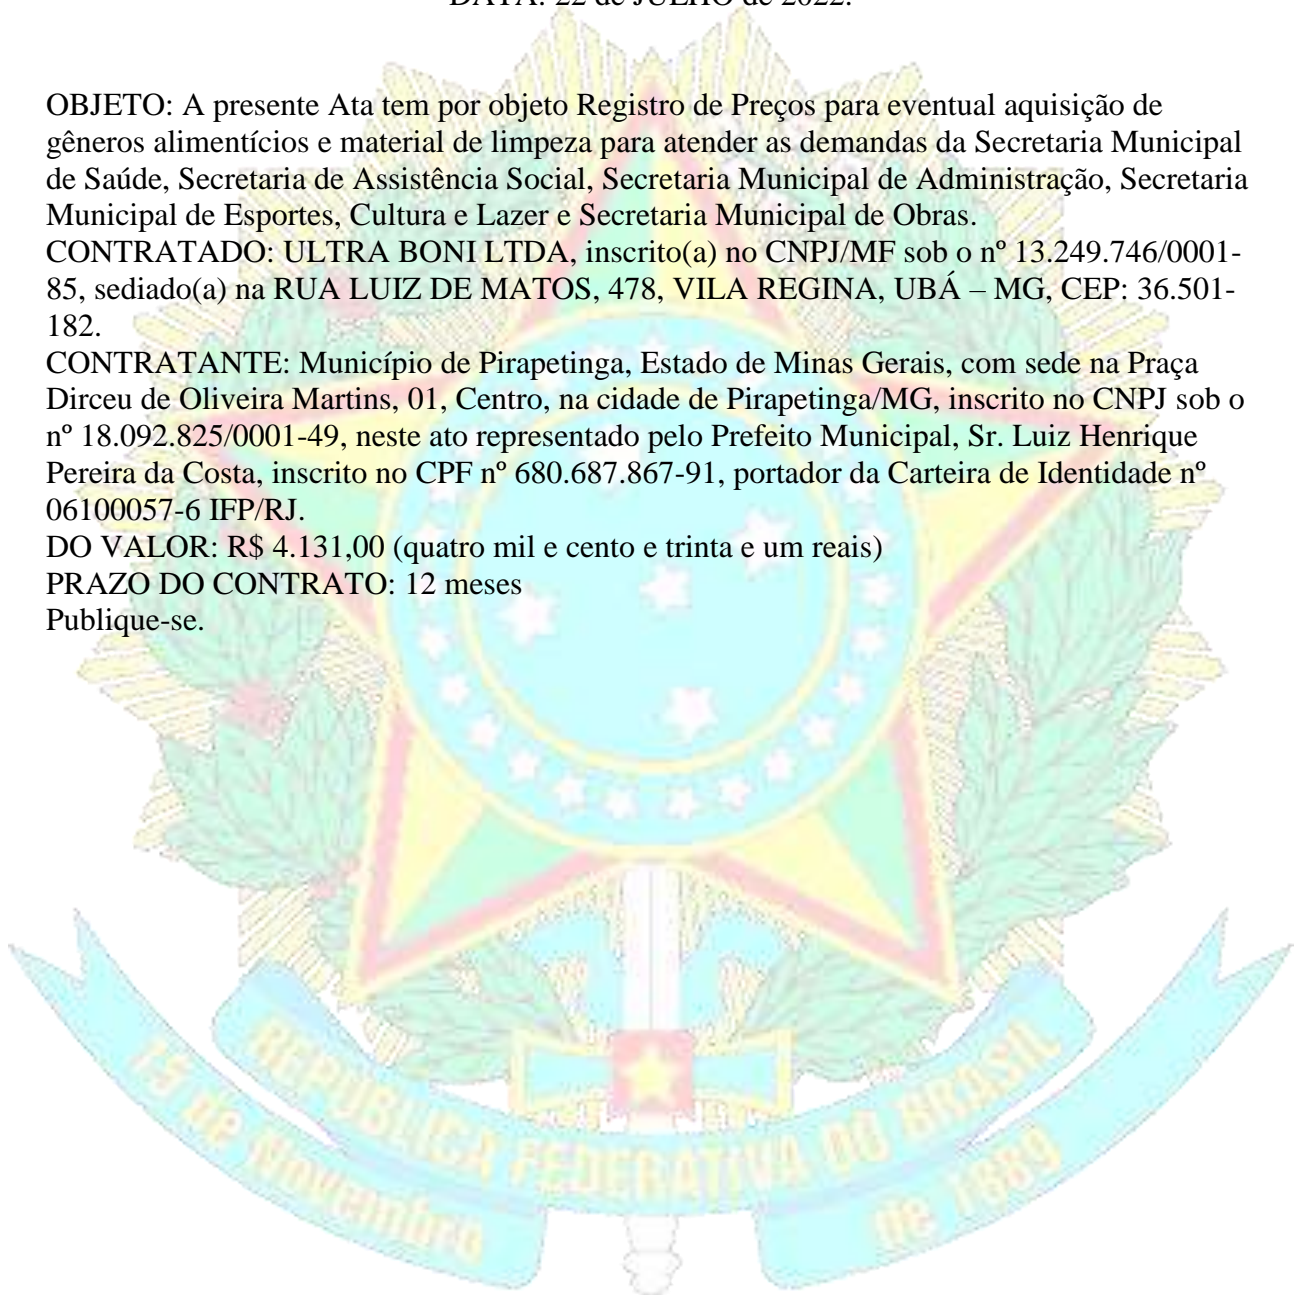 DATA: 22 de JULHO de 2022.
OBJETO: A presente Ata tem por objeto Registro de Preços para eventual aquisição de
gêneros alimentícios e material de limpeza para atender as demandas da Secretaria Municipal
de Saúde, Secretaria de Assistência Social, Secretaria Municipal de Administração, Secretaria
Municipal de Esportes, Cultura e Lazer e Secretaria Municipal de Obras.
CONTRATADO: ULTRA BONI LTDA, inscrito(a) no CNPJ/MF sob o nº 13.249.746/0001-
85, sediado(a) na RUA LUIZ DE MATOS, 478, VILA REGINA, UBÁ – MG, CEP: 36.501-
182.
CONTRATANTE: Município de Pirapetinga, Estado de Minas Gerais, com sede na Praça
Dirceu de Oliveira Martins, 01, Centro, na cidade de Pirapetinga/MG, inscrito no CNPJ sob o
nº 18.092.825/0001-49, neste ato representado pelo Prefeito Municipal, Sr. Luiz Henrique
Pereira da Costa, inscrito no CPF nº 680.687.867-91, portador da Carteira de Identidade nº
06100057-6 IFP/RJ.
DO VALOR: R$ 4.131,00 (quatro mil e cento e trinta e um reais)
PRAZO DO CONTRATO: 12 meses
Publique-se.
REPÚBLICA FEDERATIVA DO BRASIL
15 de Novembro de 1889